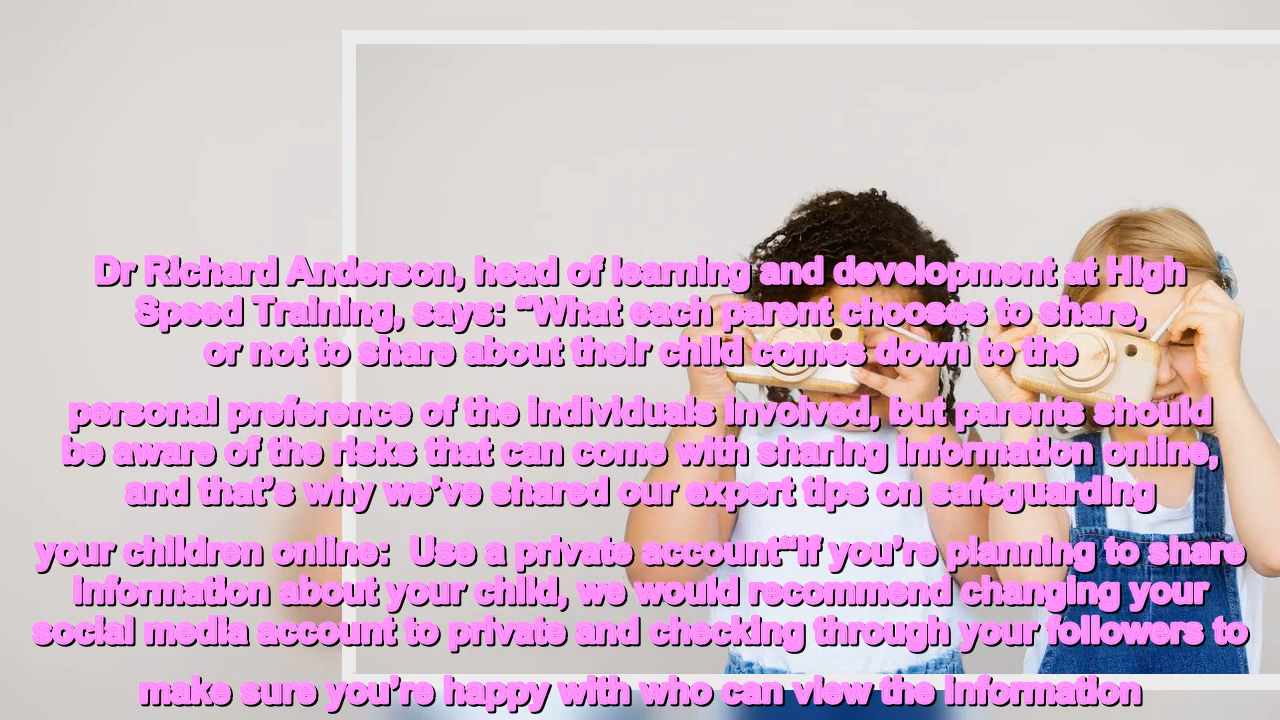 Dr Richard Anderson, head of learning and development at High
Speed Training, says: “What each parent chooses to share,
or not to share about their child comes down to the
personal preference of the individuals involved, but parents should
be aware of the risks that can come with sharing information online,
and that’s why we’ve shared our expert tips on safeguarding
your children online:  Use a private account“If you’re planning to share
information about your child, we would recommend changing your
social media account to private and checking through your followers to
make sure you’re happy with who can view the information